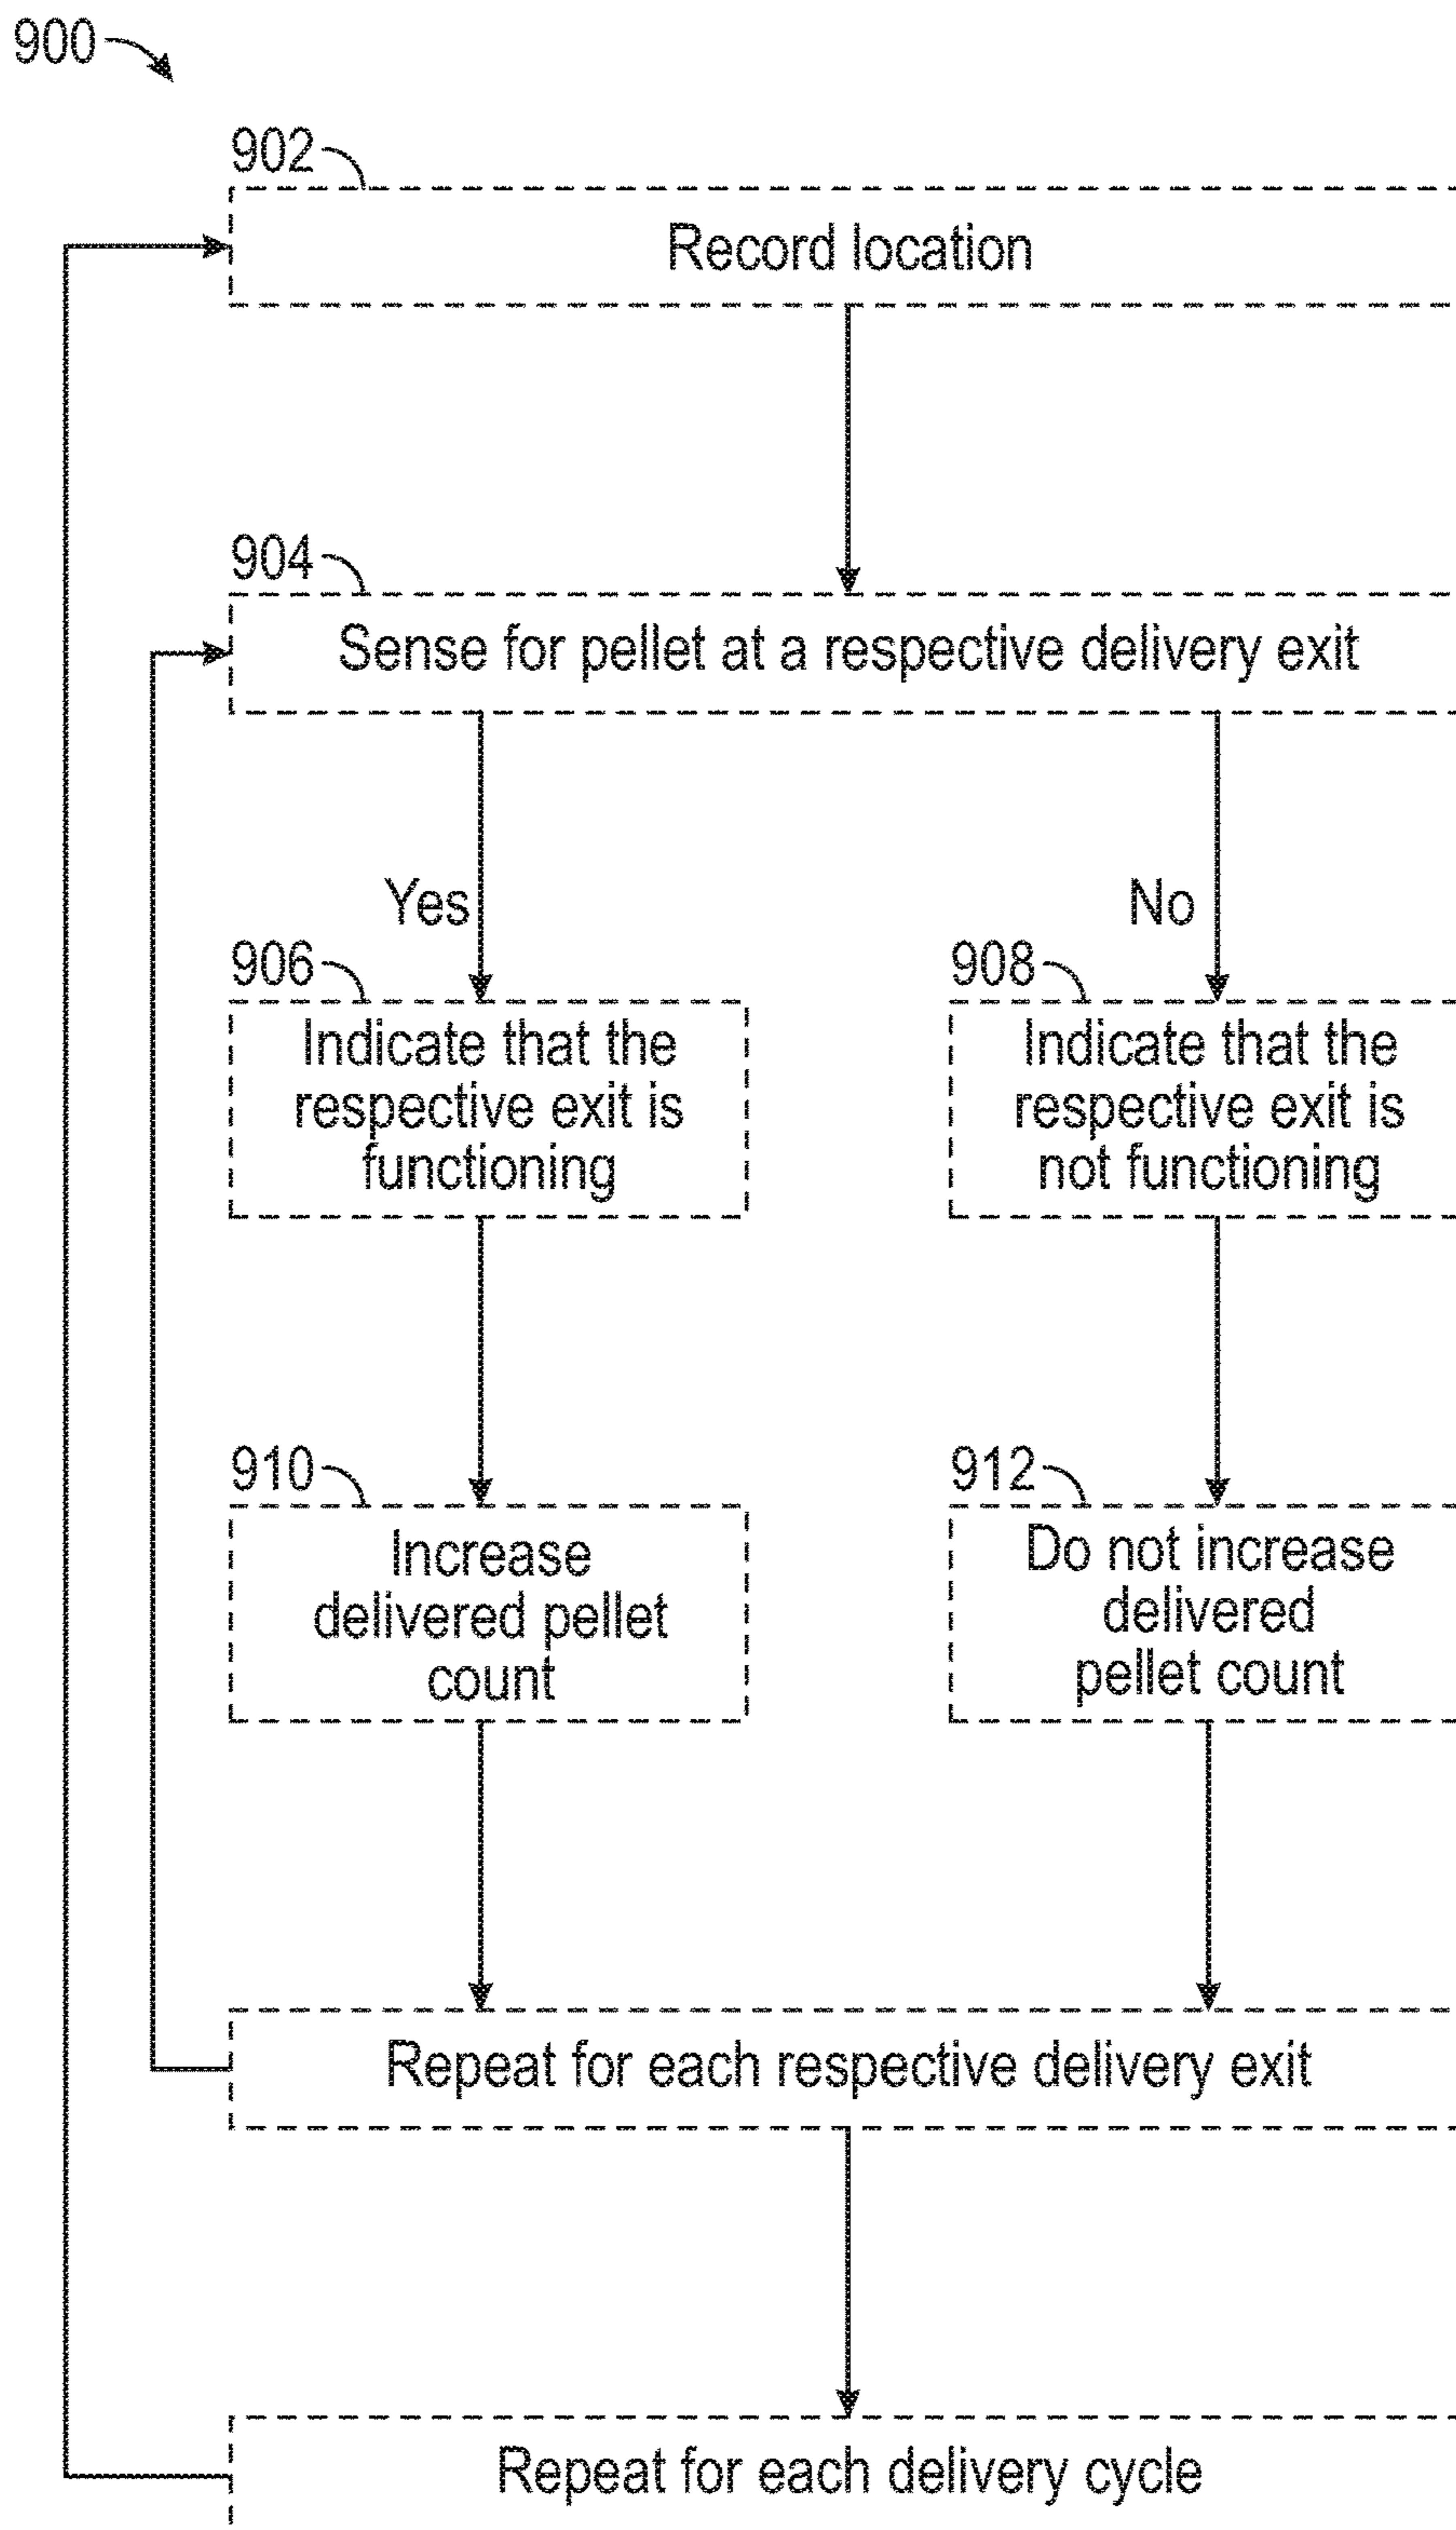 900
902
Record location
904
Sense for pellet at a respective delivery exit
Yes
No
906
Indicate that the
respective exit is
functioning
908
Indicate that the
respective exit is
not functioning
910
Increase
delivered pellet
count
912
Do not increase
delivered
pellet count
Repeat for each respective delivery exit
Repeat for each delivery cycle